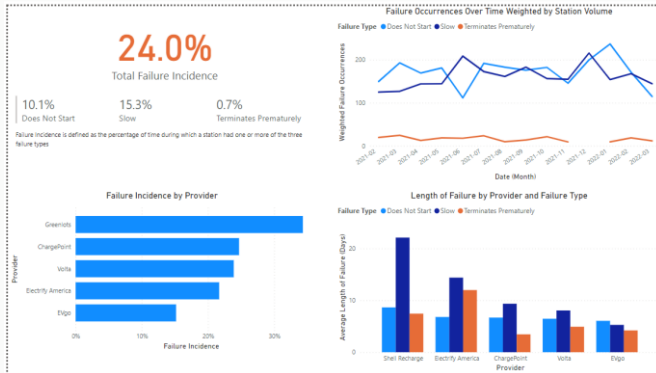 24.0%
Total Failure Incidence
10.1%
Does Not Start
15.3%
Slow
0.7%
Terminates Prematurely
Failure incidence is defined as the percentage of time during which a station had one or more of the three
failure types
Failure Occurrences Over Time Weighted by Station Volume
Failure Type Does Not Start Slow Terminates Prematurely
Weighted Failure Occurrences
200
100
0
2021-02
2021-03
2021-04
2021-05
2021-06
2021-07
2021-08
2021-09
2021-10
2021-11
2021-12
2022-01
2022-02
2022-03
Date (Month)
Failure Incidence by Provider
Provider
Greenlots
ChargePoint
Volta
Electrify America
EVgo
0%
10%
20%
30%
Failure Incidence
Length of Failure by Provider and Failure Type
Failure Type Does Not Start Slow Terminates Prematurely
Average Length of Failure (Days)
20
10
0
Shell Recharge
Electrify America
ChargePoint
Volta
EVgo
Provider